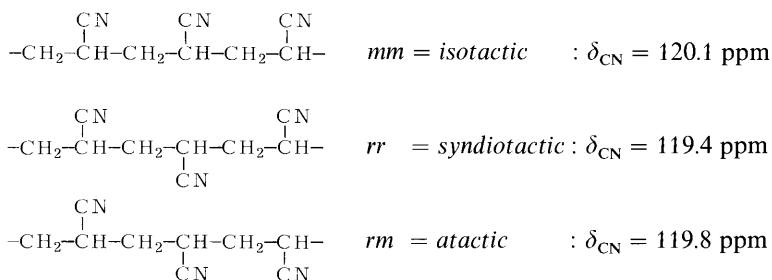 CN CN CN
−CH₂−CH−CH₂−CH−CH₂−CH− mm = isotactic : δCN = 120.1 ppm
CN CN
−CH₂−CH−CH₂−CH−CH₂−CH− rr = syndiotactic : δCN = 119.4 ppm
CN
CN
−CH₂−CH−CH₂−CH−CH₂−CH− rm = atactic : δCN = 119.8 ppm
CN CN